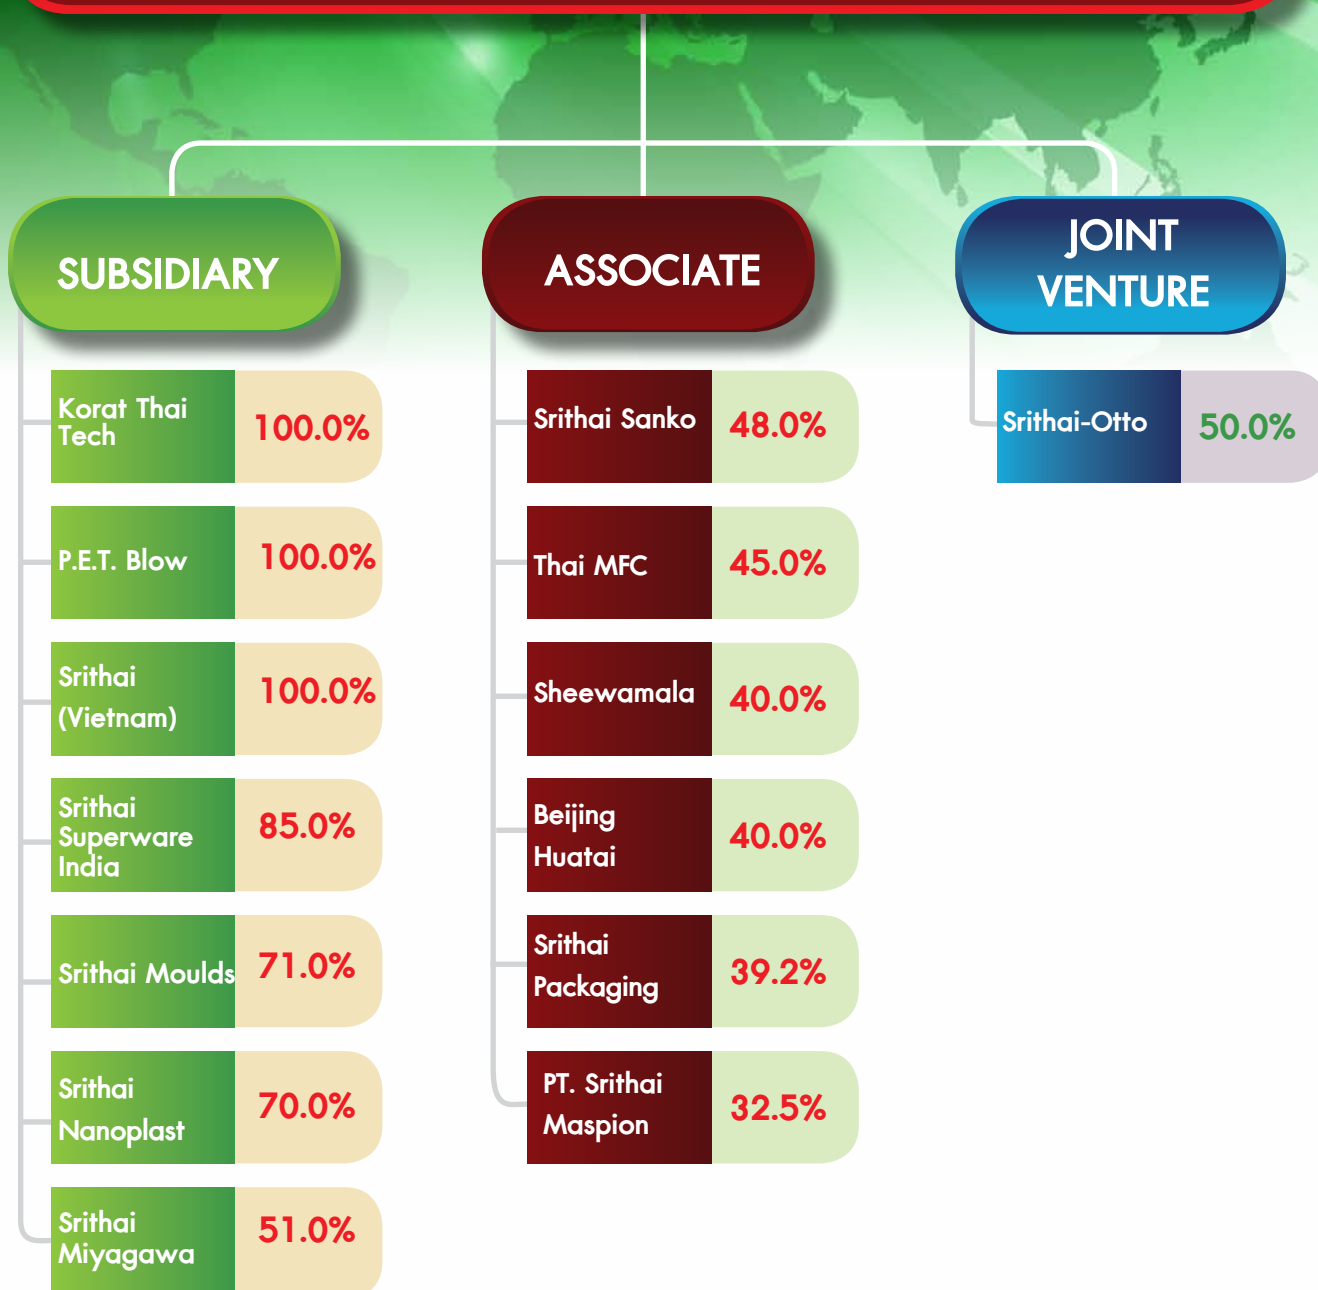 SUBSIDIARY
Korat Thai
Tech
100.0%
P.E.T. Blow
100.0%
Srithai
(Vietnam)
100.0%
Srithai
Superware
India
85.0%
Srithai Moulds
71.0%
Srithai
Nanoplast
70.0%
Srithai
Miyagawa
51.0%
ASSOCIATE
Srithai Sanko
48.0%
Thai MFC
45.0%
Sheewamala
40.0%
Beijing
Huatai
40.0%
Srithai
Packaging
39.2%
PT. Srithai
Maspion
32.5%
JOINT
VENTURE
Srithai-Otto
50.0%